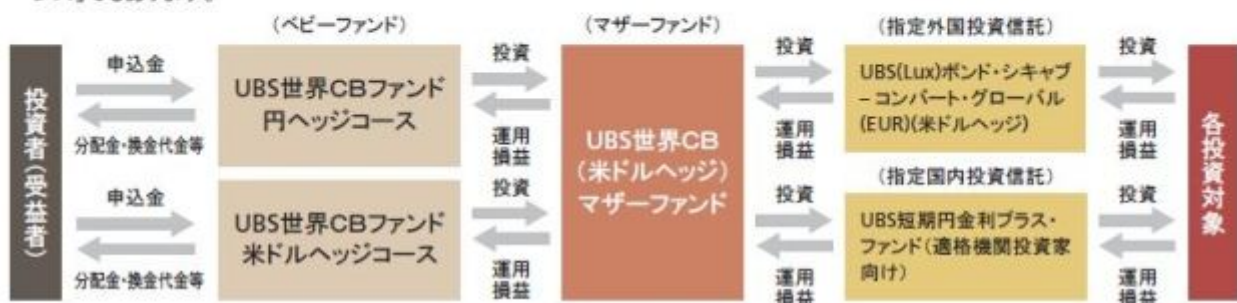 (ベビーファンド)
(マザーファンド)
(指定外国投資信託)
投資者(受益者)
申込金
分配金・換金代金等
UBS世界CBファンド
円ヘッジコース
投資
運用
損益
申込金
分配金・換金代金等
UBS世界CBファンド
米ドルヘッジコース
投資
運用
損益
UBS世界CB
(米ドルヘッジ)
マザーファンド
投資
運用
損益
UBS(Lux)ボンド・シキャブ
–コンバート・グローバル
(EUR)(米ドルヘッジ)
投資
運用
損益
(指定国内投資信託)
投資
運用
損益
UBS短期円金利プラス・
ファンド(適格機関投資家
向け)
投資
運用
損益
各投資対象